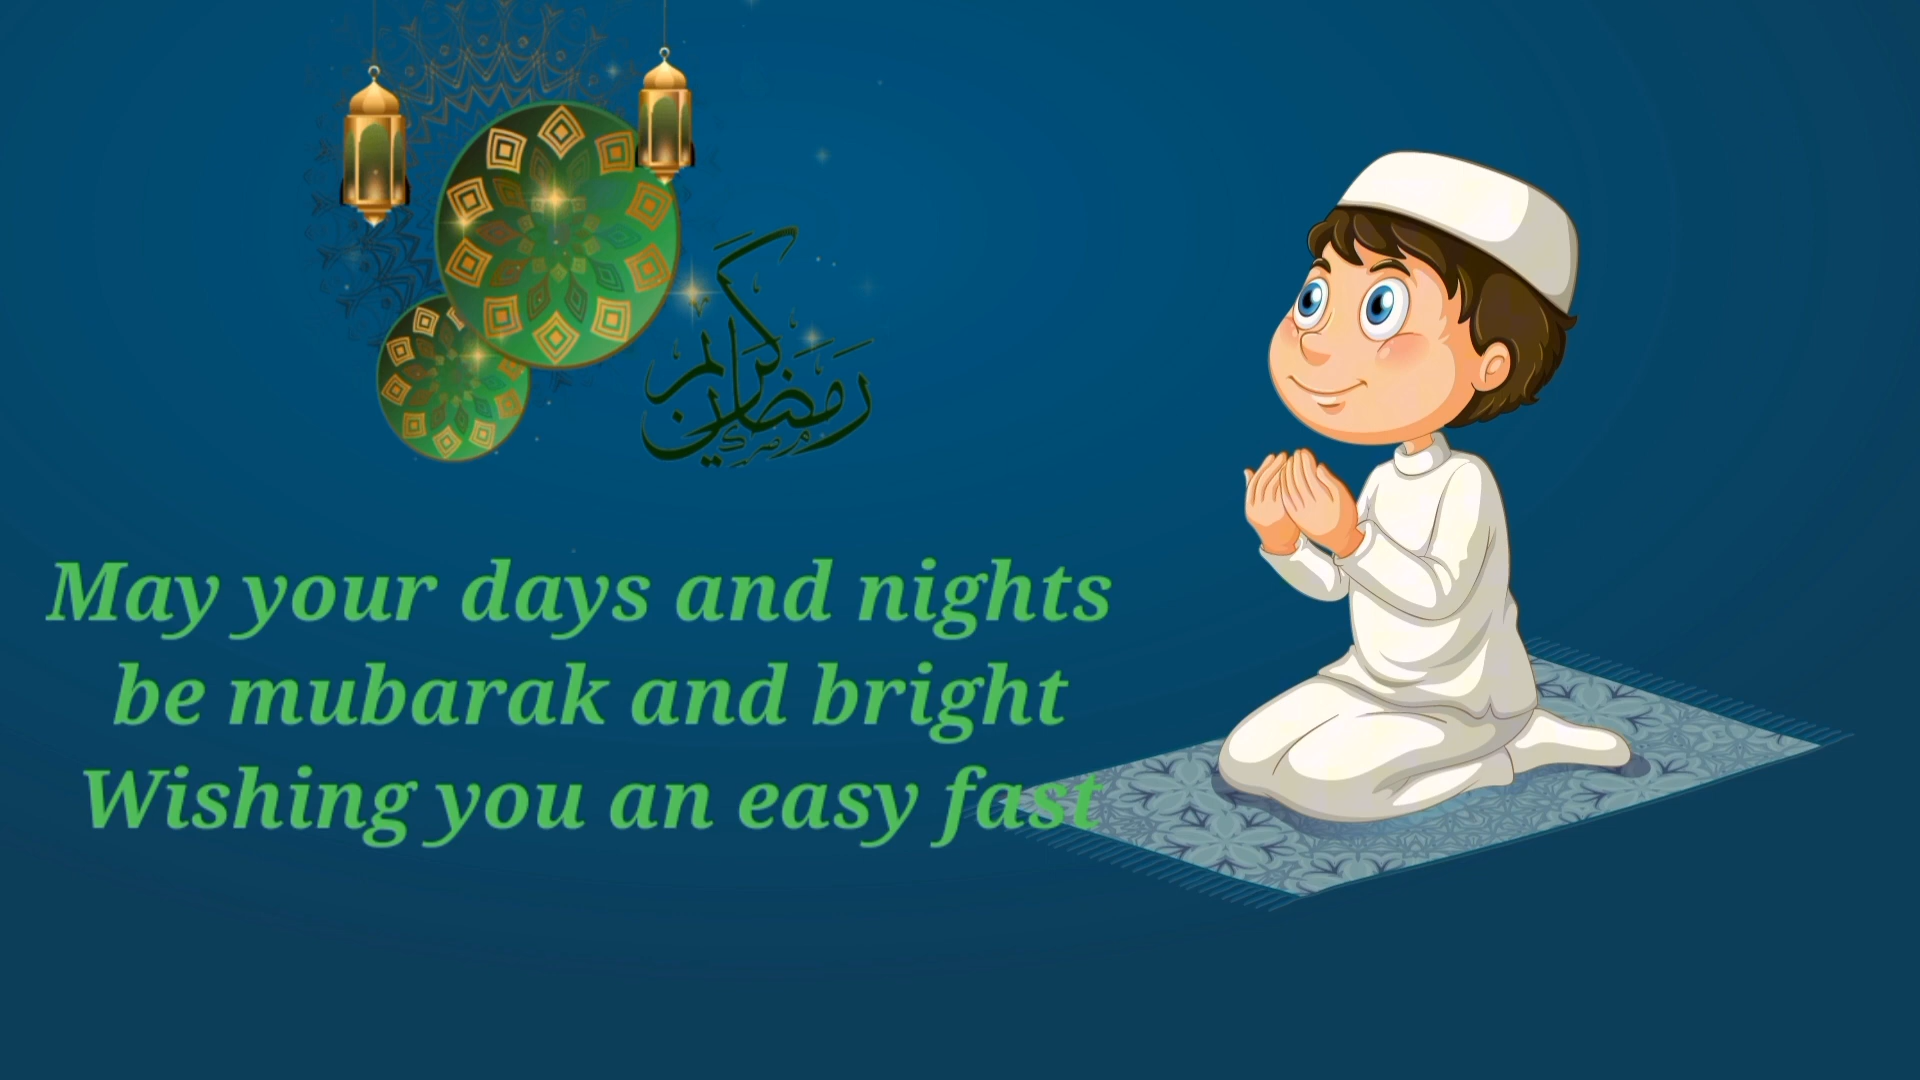 رمضان كريم
May your days and nights
be mubarak and bright
Wishing you an easy fast